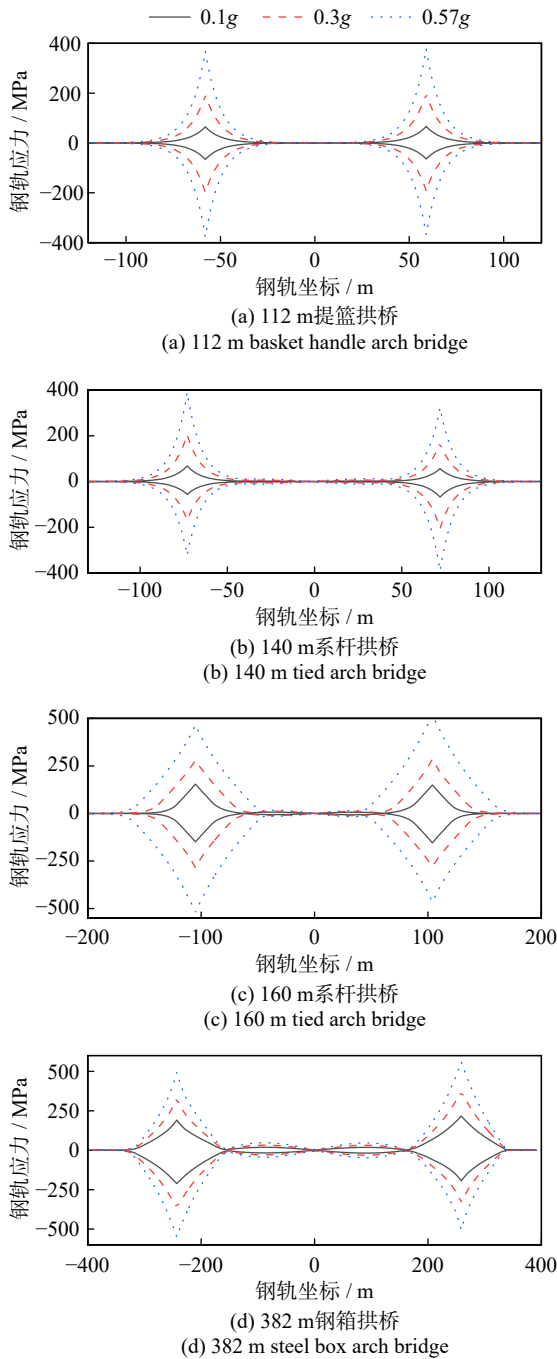 0.1g 0.3g 0.57g
400
200
0
−200
−400
钢轨应力 / MPa
−100 −50 0 50 100
钢轨坐标 / m
(a) 112 m提篮拱桥
(a) 112 m basket handle arch bridge
400
200
0
−200
−400
钢轨应力 / MPa
−100 −50 0 50 100
钢轨坐标 / m
(b) 140 m系杆拱桥
(b) 140 m tied arch bridge
500
250
0
−250
−500
钢轨应力 / MPa
−200 −100 0 100 200
钢轨坐标 / m
(c) 160 m系杆拱桥
(c) 160 m tied arch bridge
500
250
0
−250
−500
钢轨应力 / MPa
−400 −200 0 200 400
钢轨坐标 / m
(d) 382 m钢箱拱桥
(d) 382 m steel box arch bridge